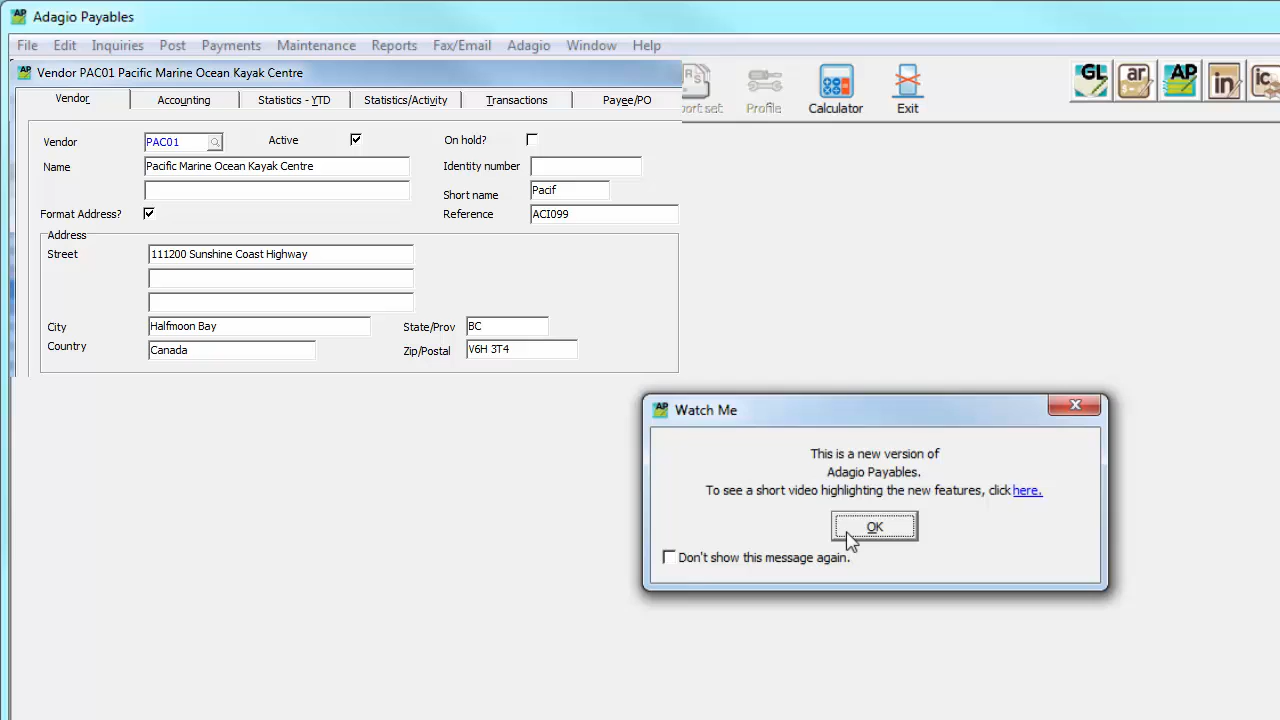 Adagio Payables
File Edit Inquiries Post Payments Maintenance Reports Fax/Email Adagio Window Help
Vendor PAC01 Pacific Marine Ocean Kayak Centre
Profile Calculator Exit
GL ar AP in ic
Vendor Accounting Statistics - YTD Statistics/Activity Transactions Payee/PO
Vendor PAC01 Active On hold?
Name Pacific Marine Ocean Kayak Centre Identity number
Short name Pacif
Format Address? Reference ACI099
Address
Street 111200 Sunshine Coast Highway
City Halfmoon Bay State/Prov BC
Country Canada Zip/Postal V6H 3T4
Watch Me
This is a new version of
Adagio Payables.
To see a short video highlighting the new features, click here.
OK
Don't show this message again.